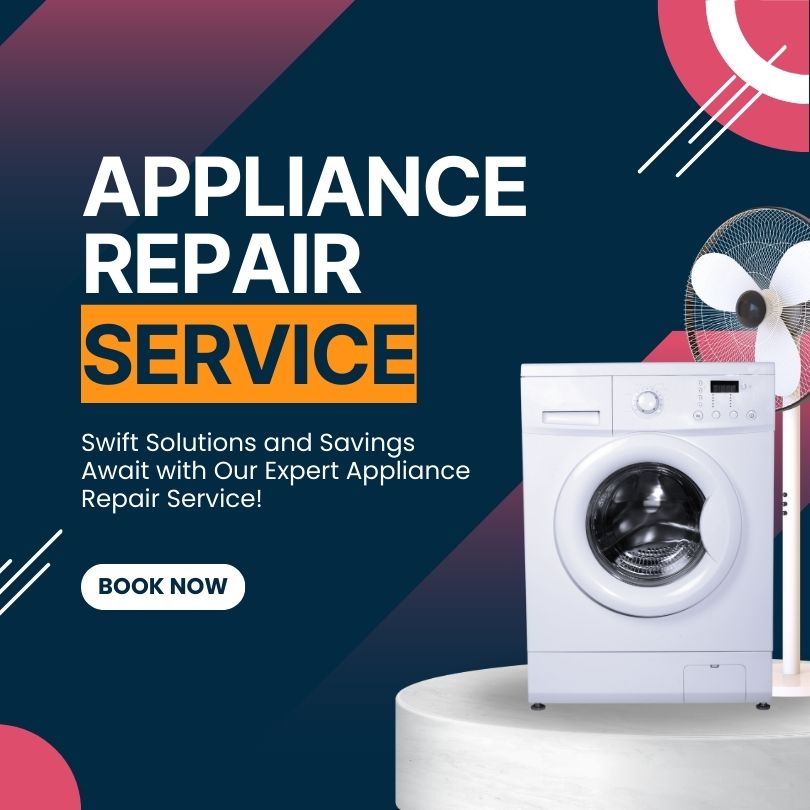 APPLIANCE
REPAIR
SERVICE
Swift Solutions and Savings
Await with Our Expert Appliance
Repair Service!
BOOK NOW